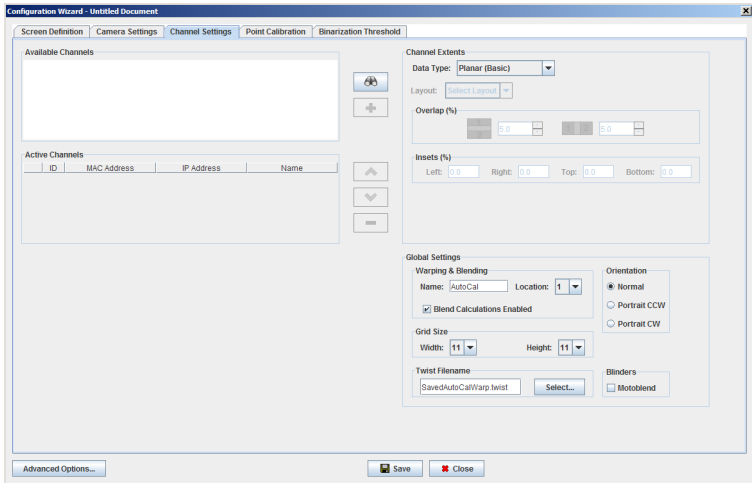 Configuration Wizard - Untitled Document
Screen Definition Camera Settings Channel Settings Point Calibration Binarization Threshold
Available Channels
Active Channels
ID MAC Address IP Address Name
Channel Extents
Data Type: Planar (Basic)
Layout: Select Layout
Overlap (%)
1
2
5.0
1 2
5.0
Insets (%)
Left: 0.0 Right: 0.0 Top: 0.0 Bottom: 0.0
Global Settings
Warping & Blending
Name: AutoCal Location: 1
Blend Calculations Enabled
Orientation
Normal
Portrait CCW
Portrait CW
Grid Size
Width: 11 Height: 11
Twist Filename
SavedAutoCalWarp.twist Select...
Blinders
Motoblend
Advanced Options... Save Close